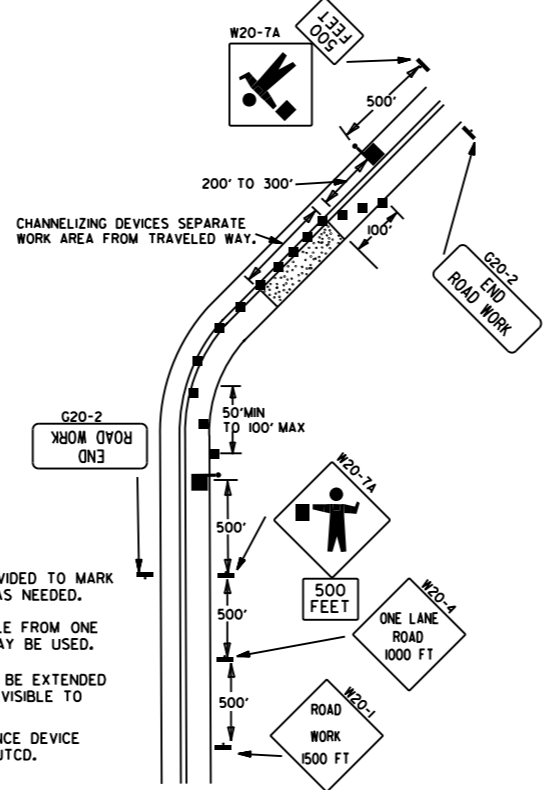 500
FEET
W20-7A
500'
200' TO 300'
CHANNELIZING DEVICES SEPARATE
WORK AREA FROM TRAVELED WAY.
100'
G20-2
END
ROAD WORK
50'MIN
TO 100' MAX
G20-2
END
ROAD WORK
W20-7A
500'
500
FEET
VIDED TO MARK
AS NEEDED.
W20-4
ONE LANE
ROAD
1000 FT
500'
LE FROM ONE
AY BE USED.
BE EXTENDED
VISIBLE TO
500'
W20-1
ROAD
WORK
1500 FT
NCE DEVICE
UTCD.